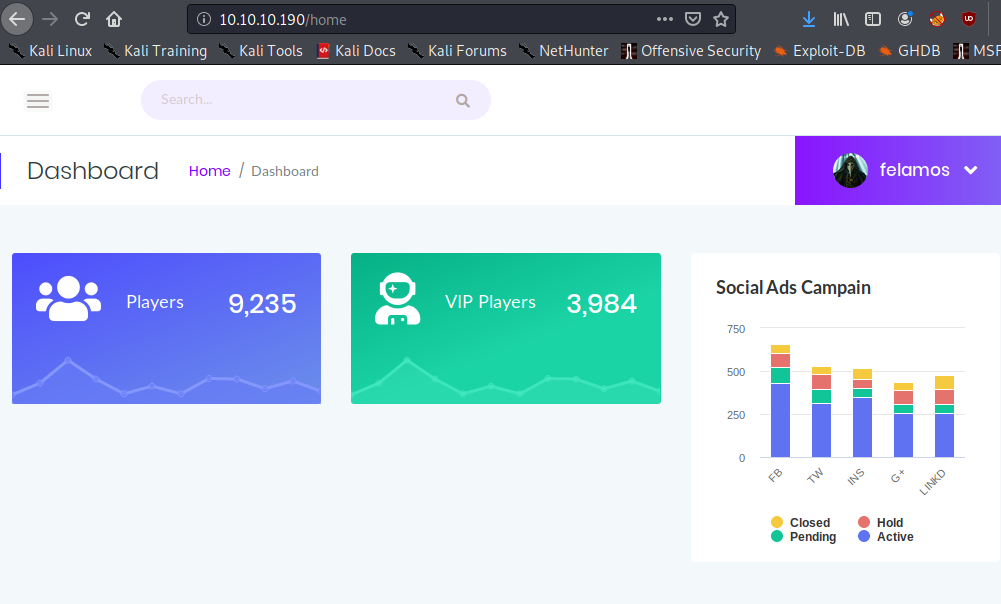 10.10.10.190/home
Kali Linux Kali Training Kali Tools Kali Docs Kali Forums NetHunter Offensive Security Exploit-DB GHDB MSF
Search...
Dashboard Home / Dashboard felamos
Players 9,235
VIP Players 3,984
Social Ads Campain
750
500
250
0
FB TW INS G+ LINKD
Closed Hold
Pending Active